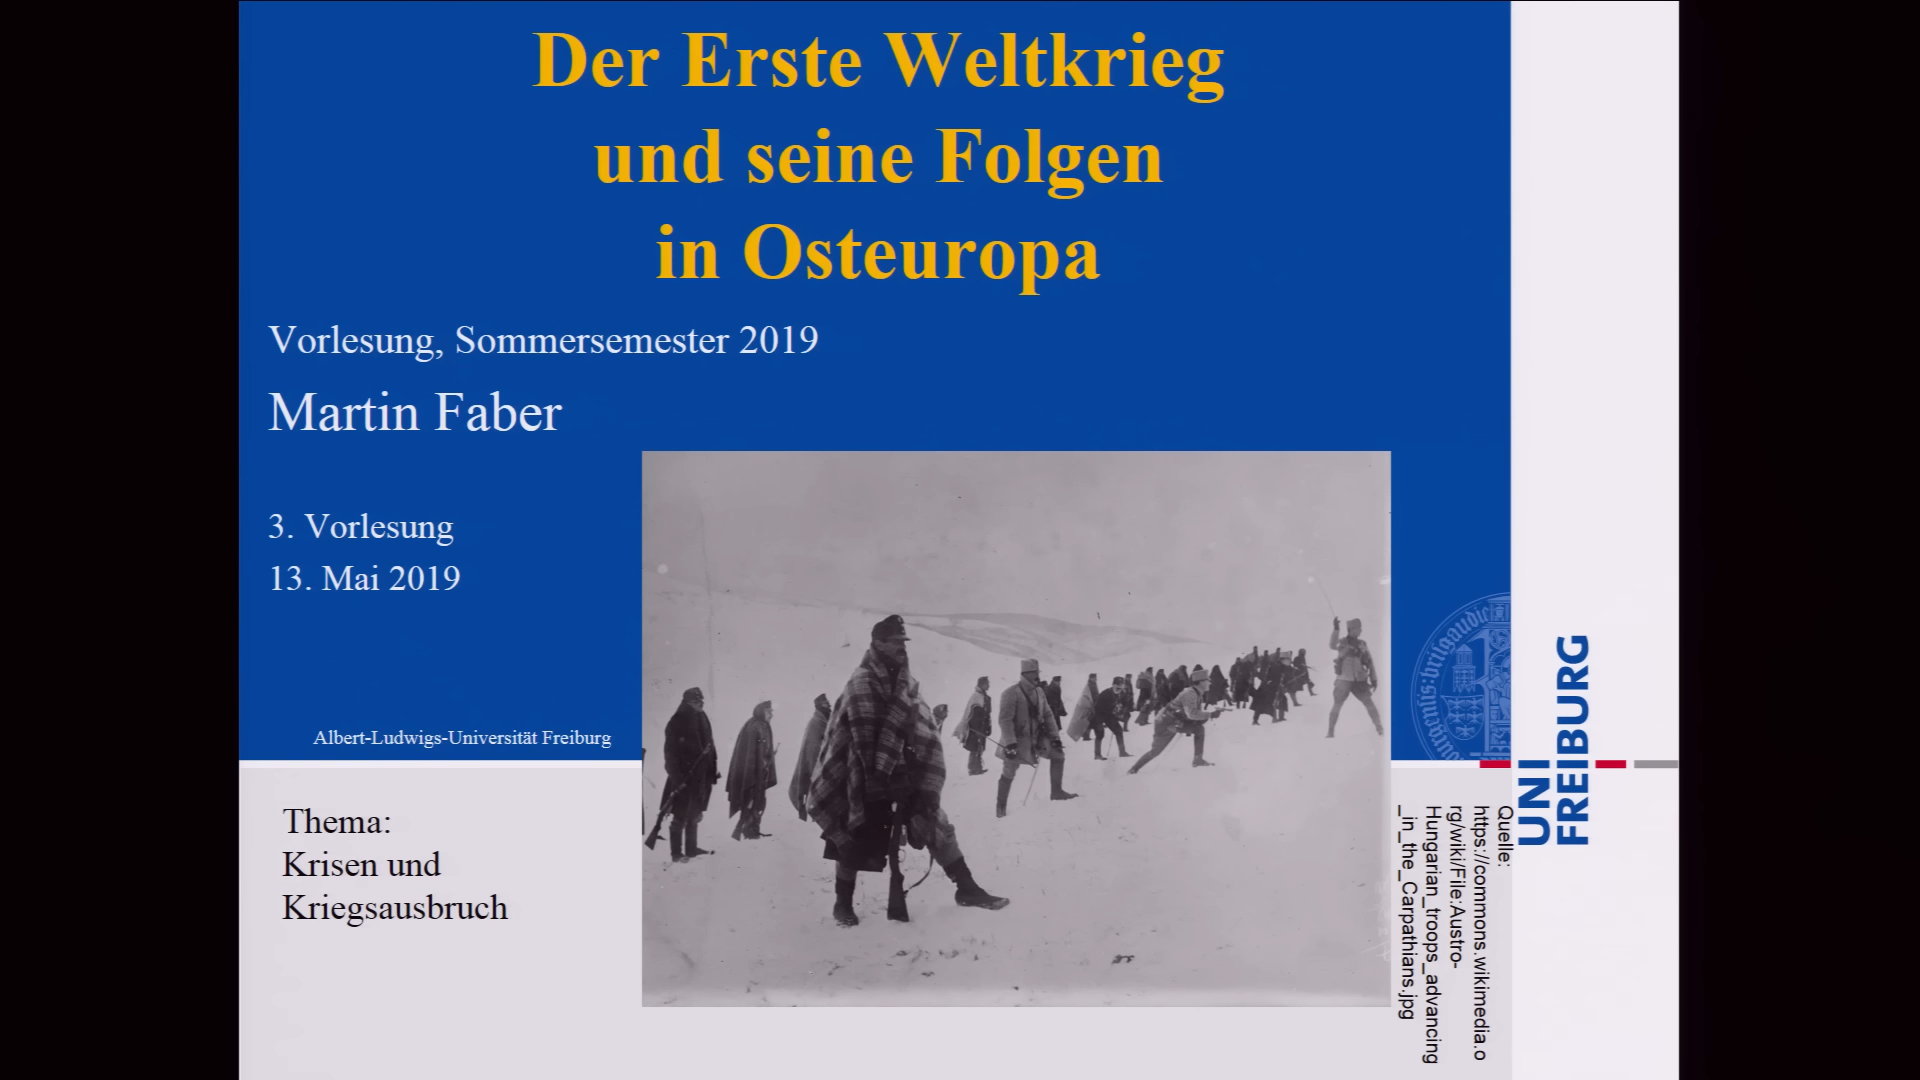 Der Erste Weltkrieg
und seine Folgen
in Osteuropa
Vorlesung, Sommersemester 2019
Martin Faber
3. Vorlesung
13. Mai 2019
Albert-Ludwigs-Universität Freiburg
Thema:
Krisen und
Kriegsausbruch
Quelle:
https://commons.wikimedia.o
rg/wiki/File:Austro-
Hungarian_troops_advancing
_in_the_Carpathians.jpg
UNI
FREIBURG